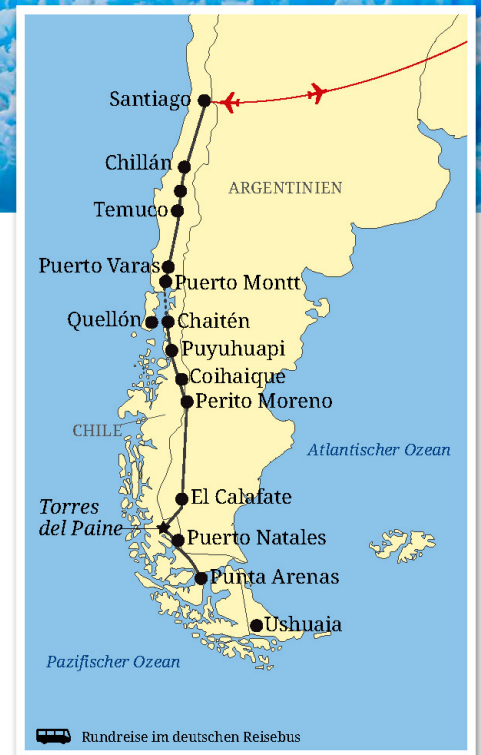 Santiago
Chillán
ARGENTINIEN
Temuco
Puerto Varas
Puerto Montt
Quellón
Chaitén
Puyuhuapi
Coihaique
Perito Moreno
CHILE
Atlantischer Ozean
El Calafate
Torres
del Paine
Puerto Natales
Punta Arenas
Ushuaia
Pazifischer Ozean
Rundreise im deutschen Reisebus